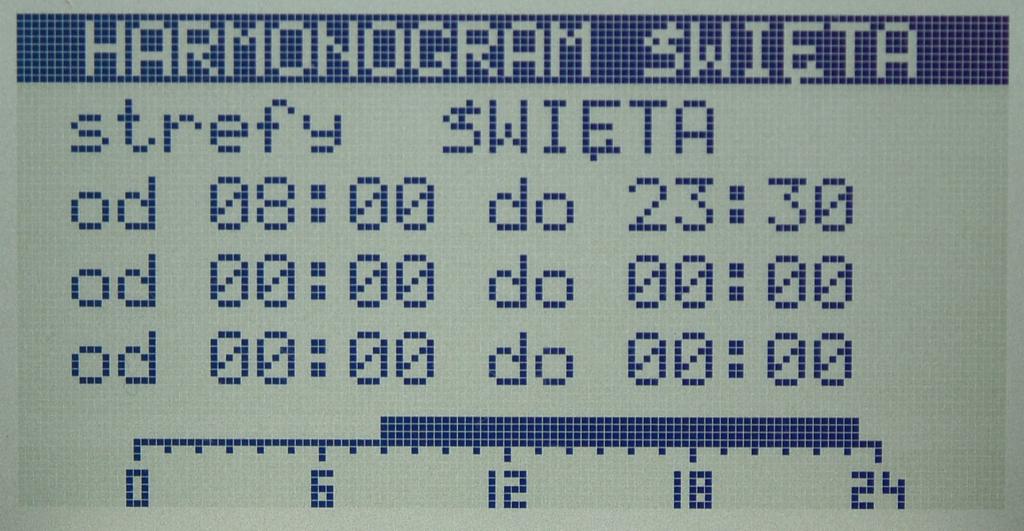 HARMONOGRAM ŚWIĘTA
strefy ŚWIĘTA
od 08:00 do 23:30
od 00:00 do 00:00
od 00:00 do 00:00
0 6 12 18 24